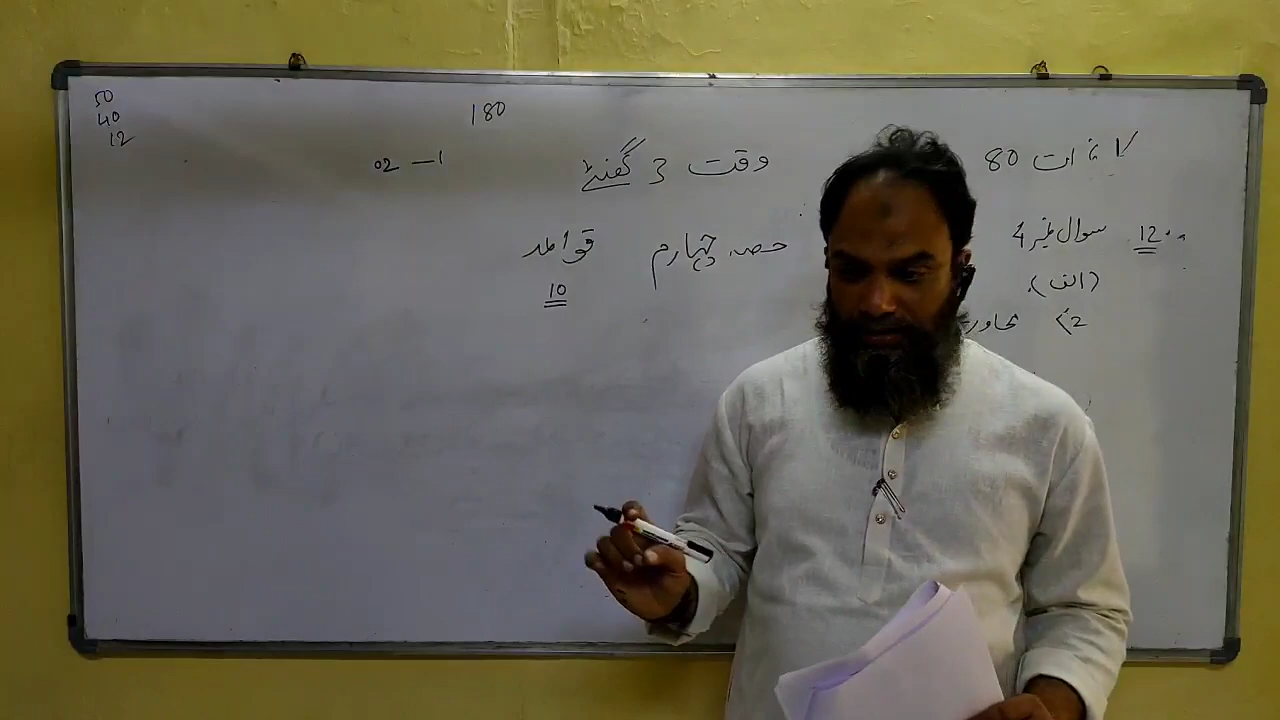 50
40
12
180
80
وقت 3 گھنٹے
02 — 1
12
سوال نمبر 4
حصہ چہارم
قواعد
(الف)
10
2)